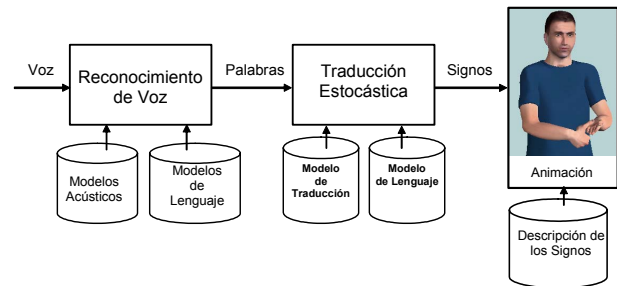 Voz
Reconocimiento
de Voz
Palabras
Traducción
Estocástica
Signos
Modelos
Acústicos
Modelos
de
Lenguaje
Modelo
de
Traducción
Modelo
de Lenguaje
Animación
Descripción de
los Signos